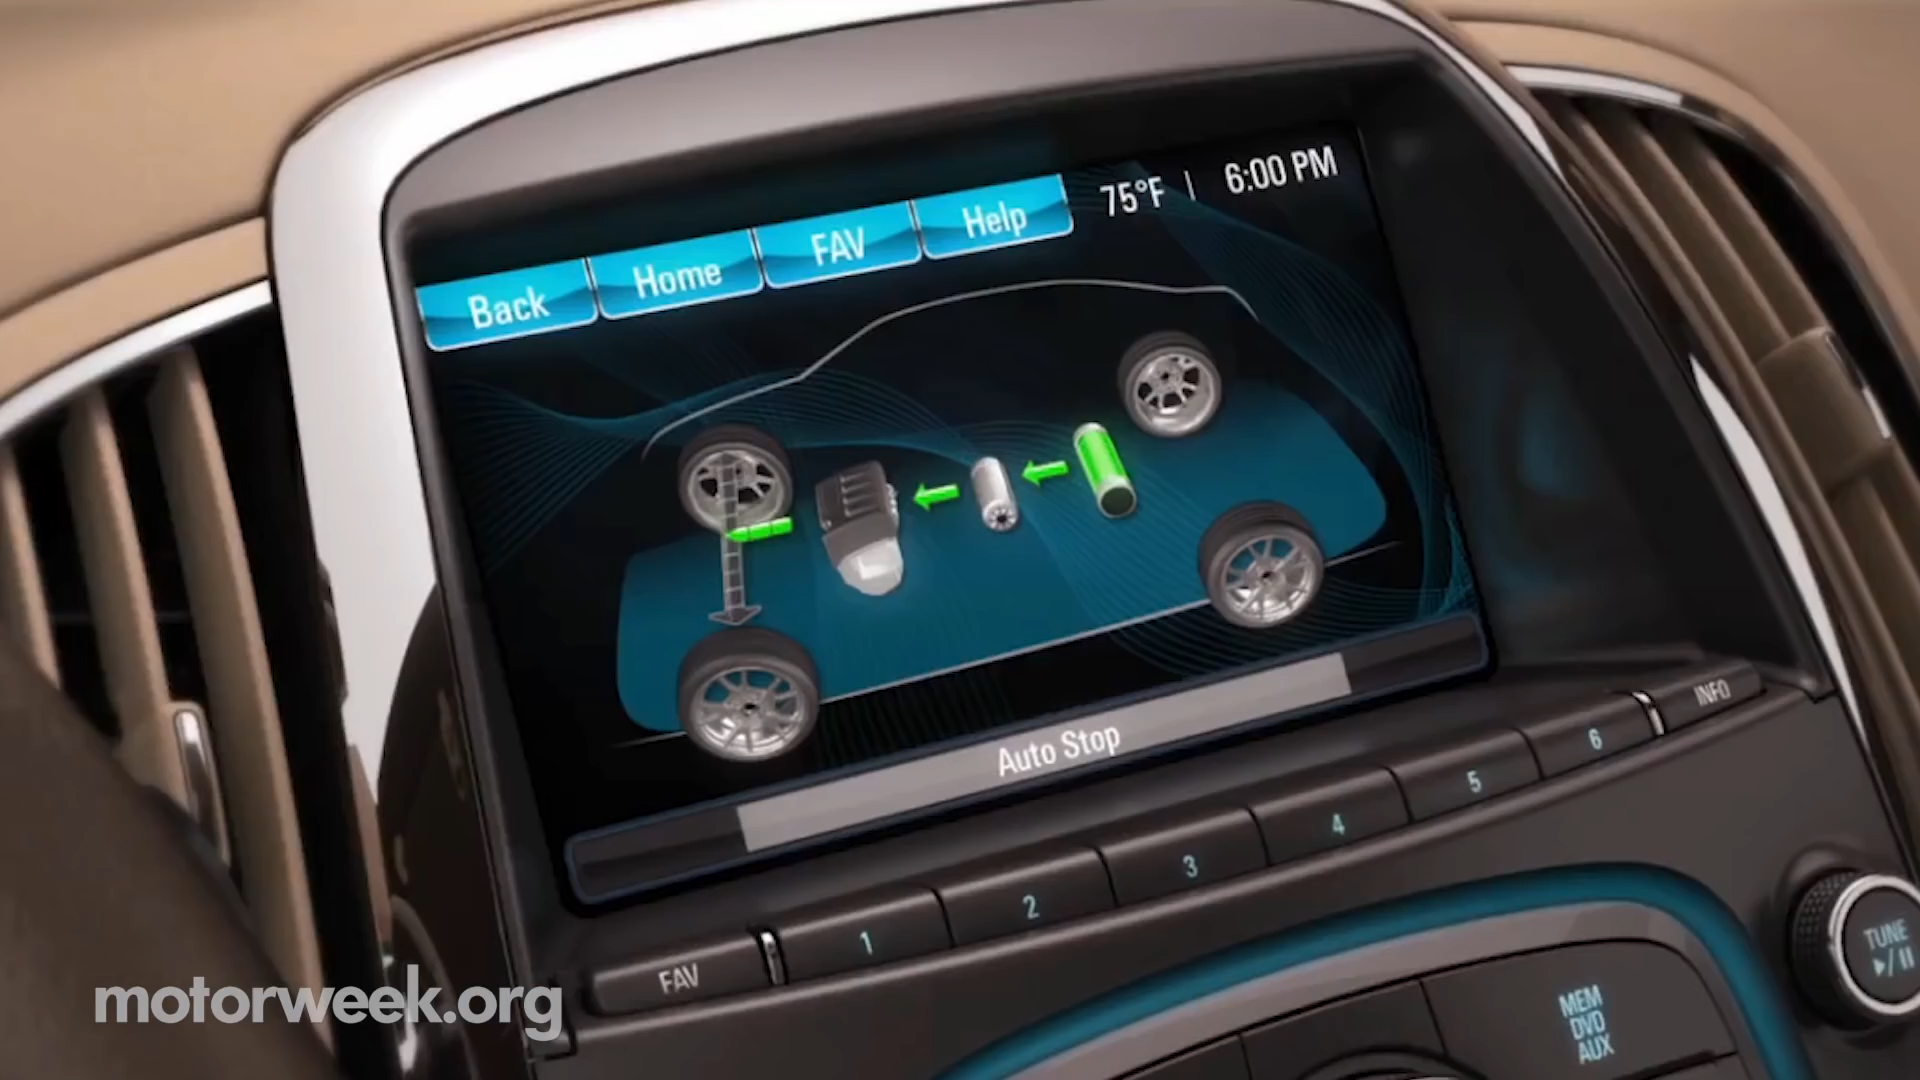 75°F | 6:00 PM
Back
Home
FAV
Help
Auto Stop
FAV
1
2
3
4
5
6
INFO
TUNE
►/II
MEM
DVD
AUX
motorweek.org